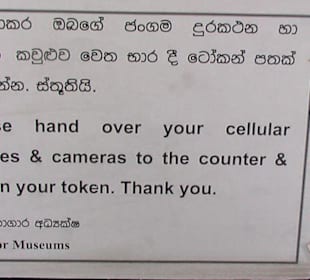 ාකර ඔබගේ ජංගම දුරකථන හා
කවුළුව වෙත භාර දී ටෝකන් පතක්
න්න. ස්තූතියි.
e hand over your cellular
es & cameras to the counter &
n your token. Thank you.
ාගාර අධ්‍යක්ෂ
or Museums